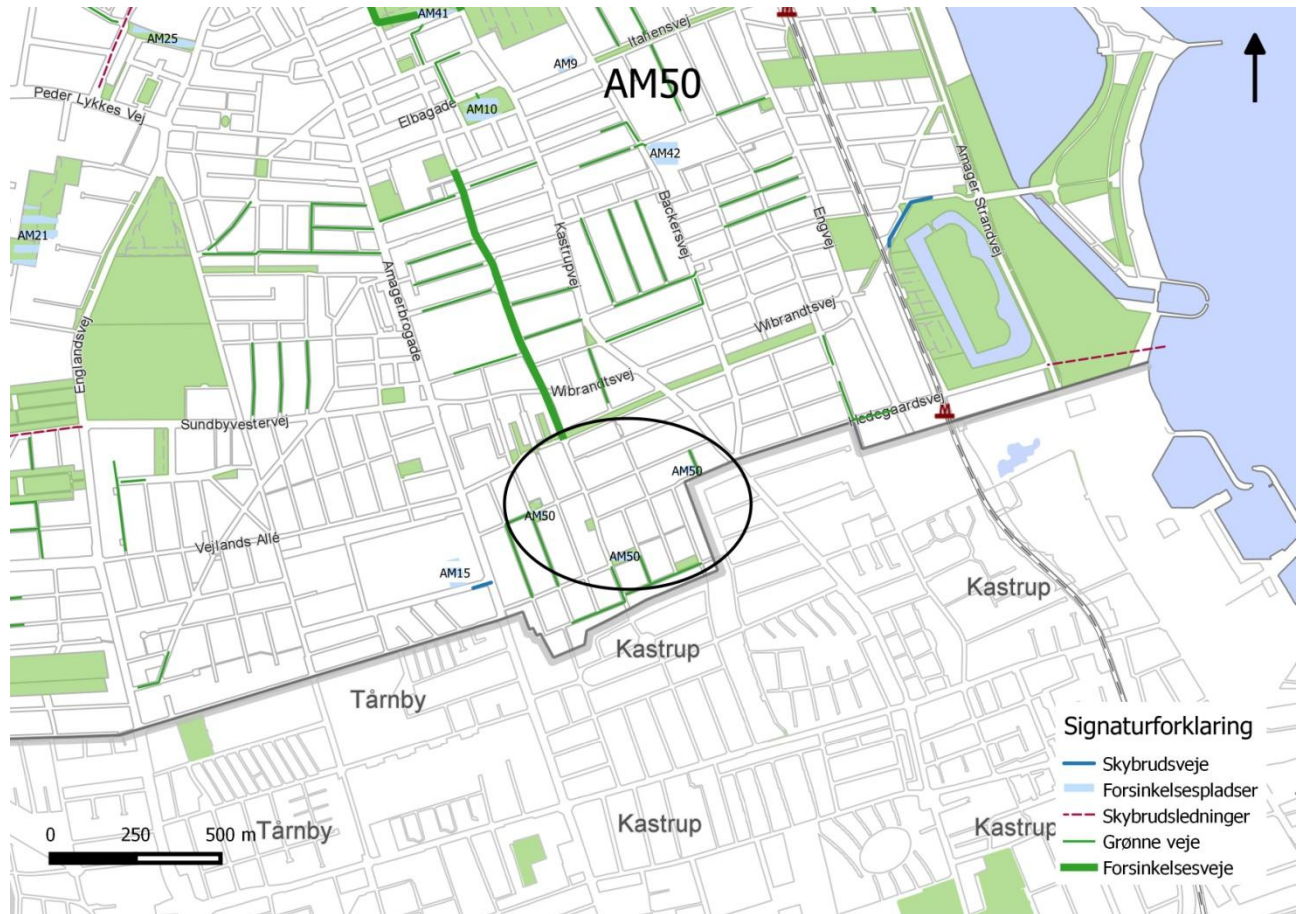 AM41
AM25
Italiensvej
AM9
AM50
Peder Lykkes Vej
Elbagade
AM10
AM42
Amager Strandvej
Backersvej
Engvej
Kastrupvej
AM21
Amagerbrogade
Englandsvej
Wibrandtsvej
Wibrandtsvej
Hedegaardsvej
M
M
Sundbyvestervej
AM50
AM50
Vejlands Allé
AM50
AM15
Kastrup
Kastrup
Tårnby
Signaturforklaring
Skybrudsveje
Forsinkelsespladser
Skybrudsledninger
Grønne veje
Forsinkelsesveje
0 250 500 m
Tårnby
Kastrup
Kastrup